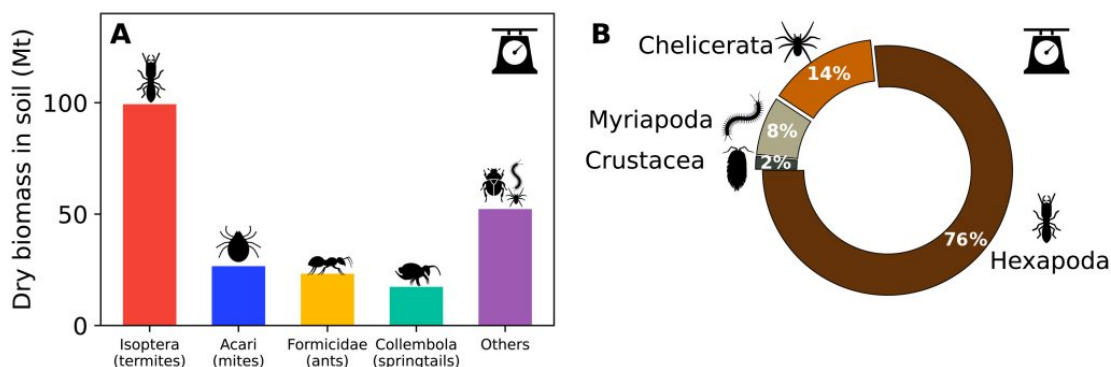 A
Dry biomass in soil (Mt)
100
50
0
Isoptera
(termites)
Acari
(mites)
Formicidae
(ants)
Collembola
(springtails)
Others
B
Chelicerata
14%
Myriapoda
8%
Crustacea
2%
76%
Hexapoda